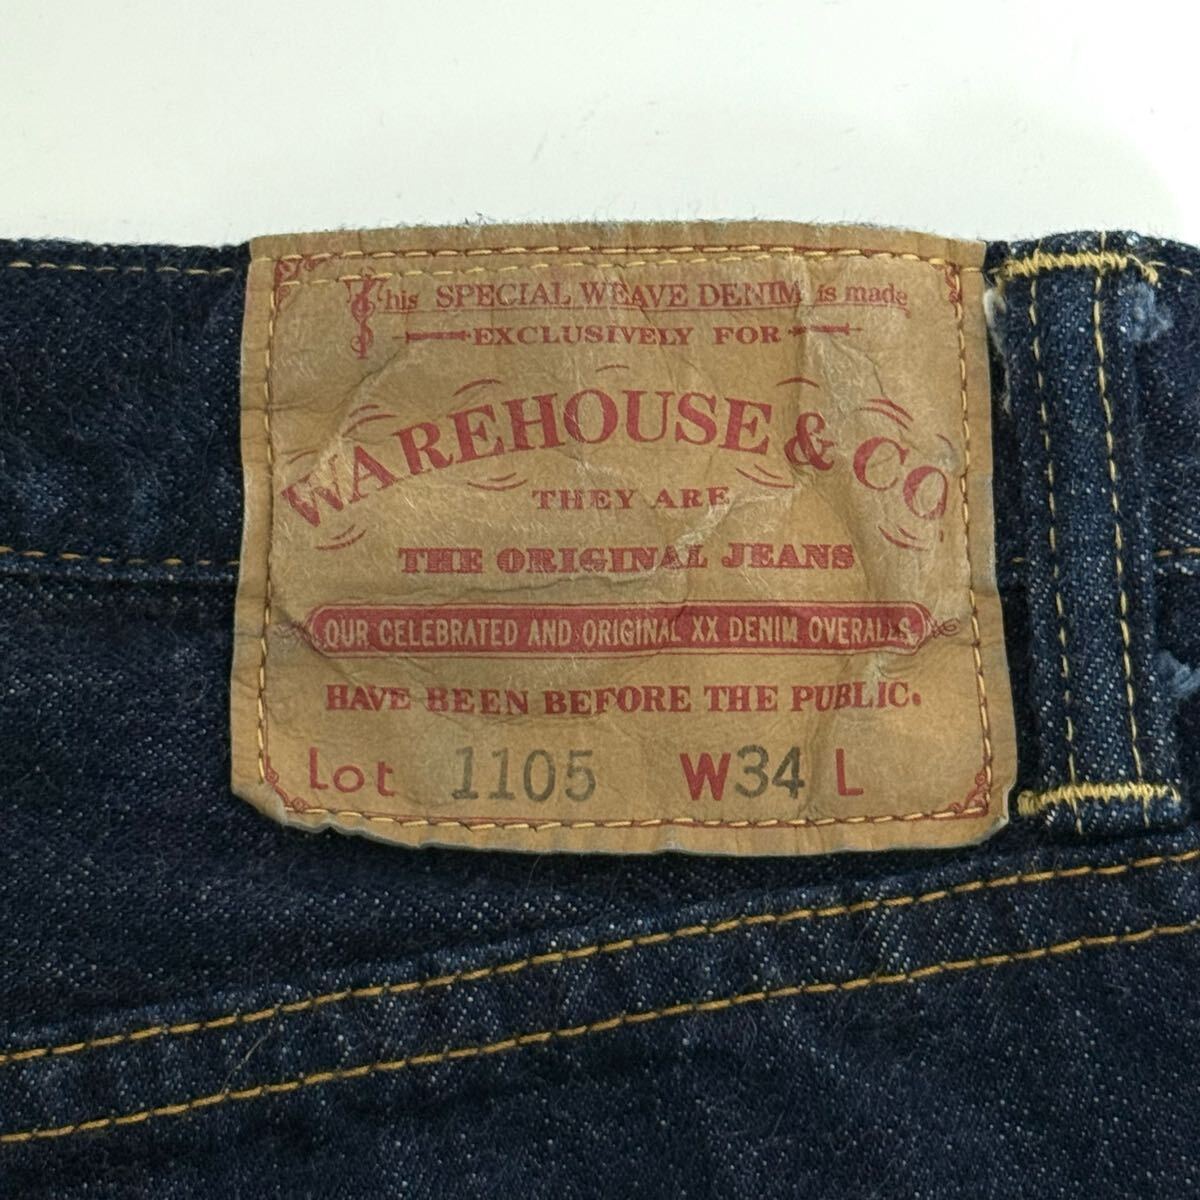 This SPECIAL WEAVE DENIM is made
EXCLUSIVELY FOR
WAREHOUSE & CO.
THEY ARE
THE ORIGINAL JEANS
OUR CELEBRATED AND ORIGINAL XX DENIM OVERALLS
HAVE BEEN BEFORE THE PUBLIC.
Lot 1105 W34 L